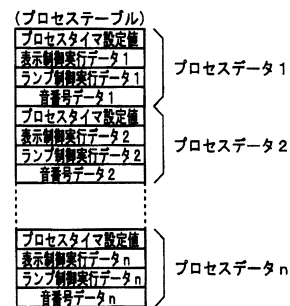 (プロセステーブル)
プロセスタイマ設定値
表示制御実行データ1
ランプ制御実行データ1
音番号データ1
プロセスデータ1
プロセスタイマ設定値
表示制御実行データ2
ランプ制御実行データ2
音番号データ2
プロセスデータ2
プロセスタイマ設定値
表示制御実行データn
ランプ制御実行データn
音番号データn
プロセスデータn